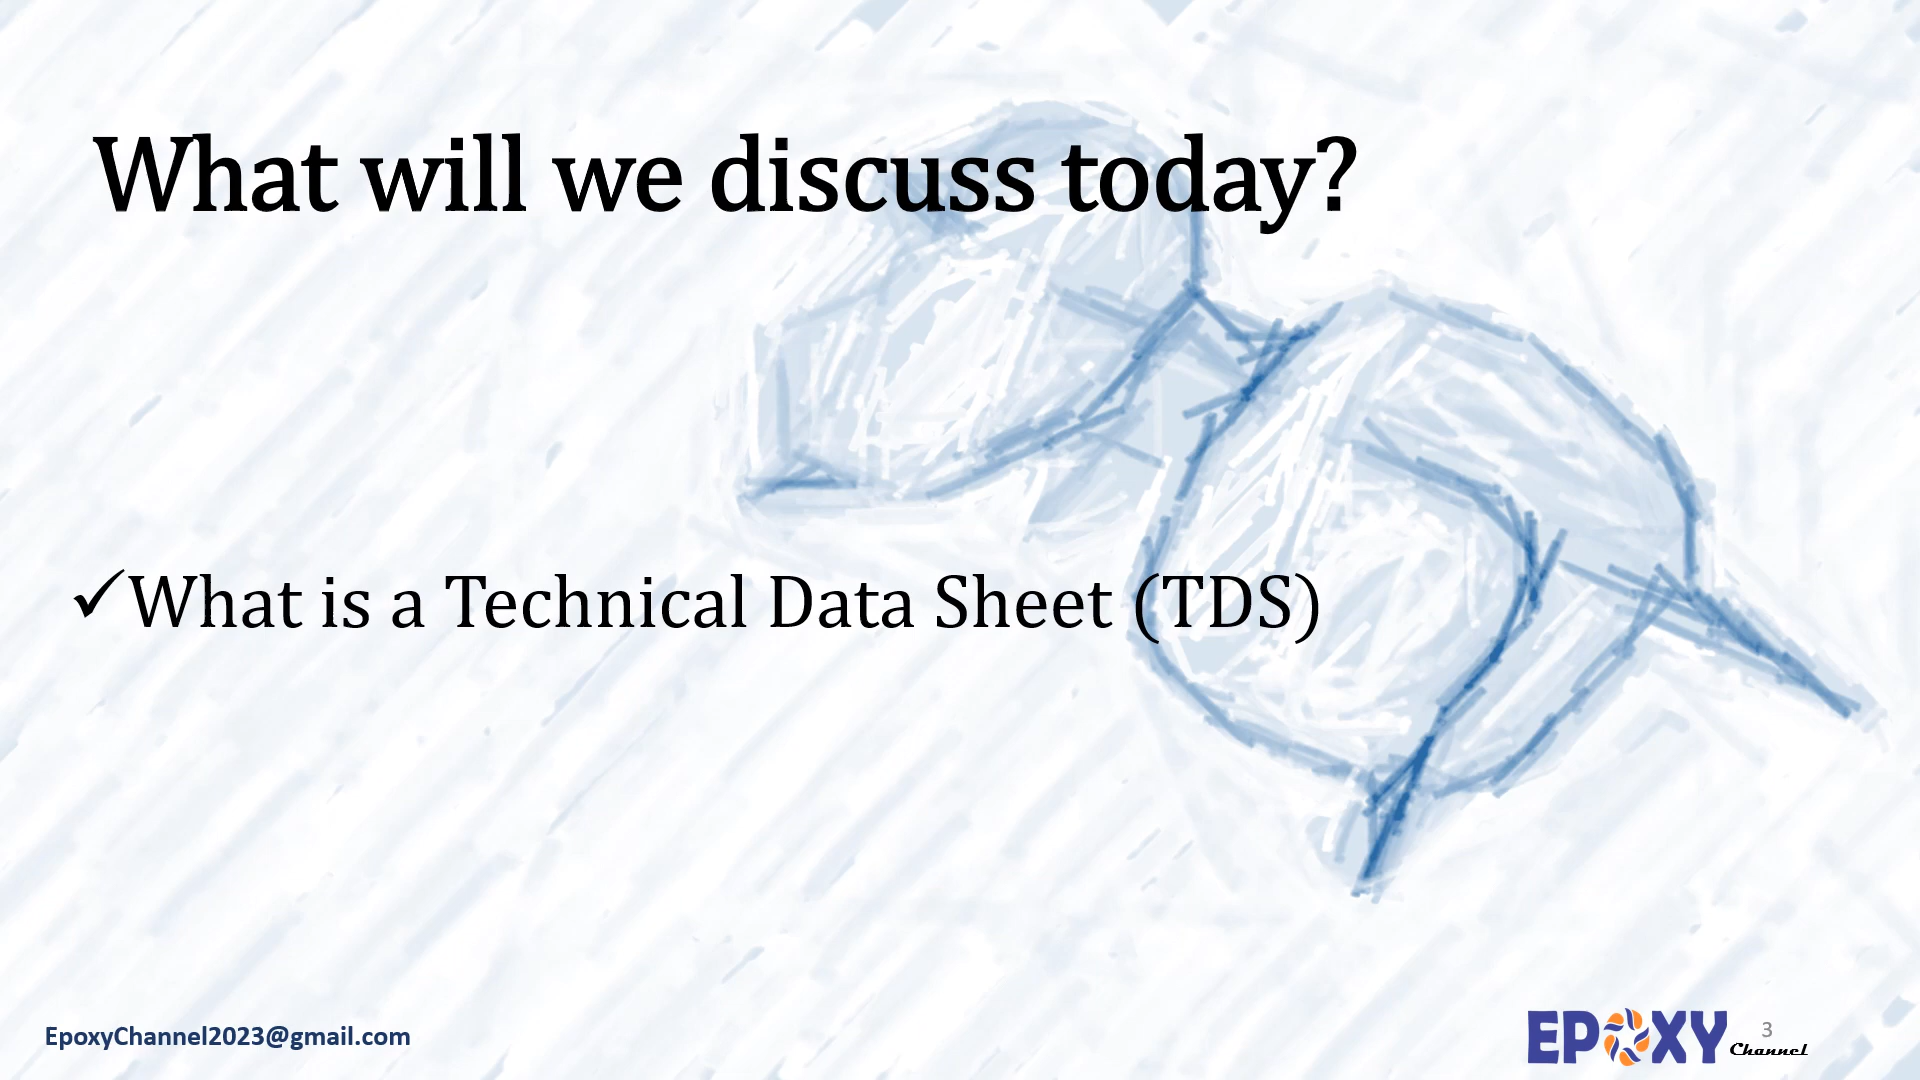 What will we discuss today?
✓What is a Technical Data Sheet (TDS)
EpoxyChannel2023@gmail.com
EPOXY Channel
3